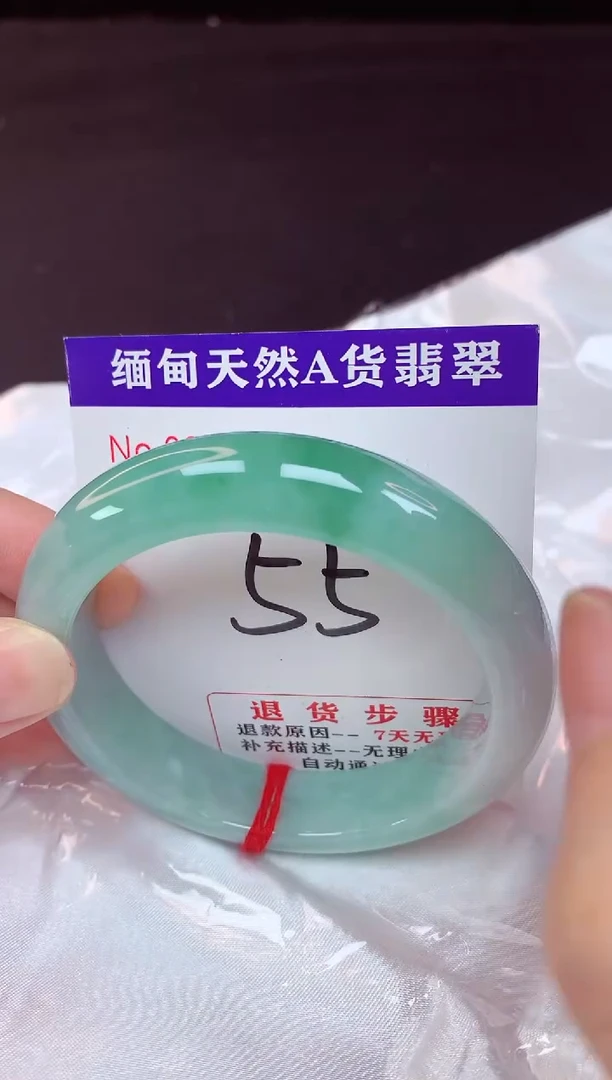 缅甸天然A货翡翠
No
55
退货步骤
退款原因-- 7天无
补充描述--无理
自动通